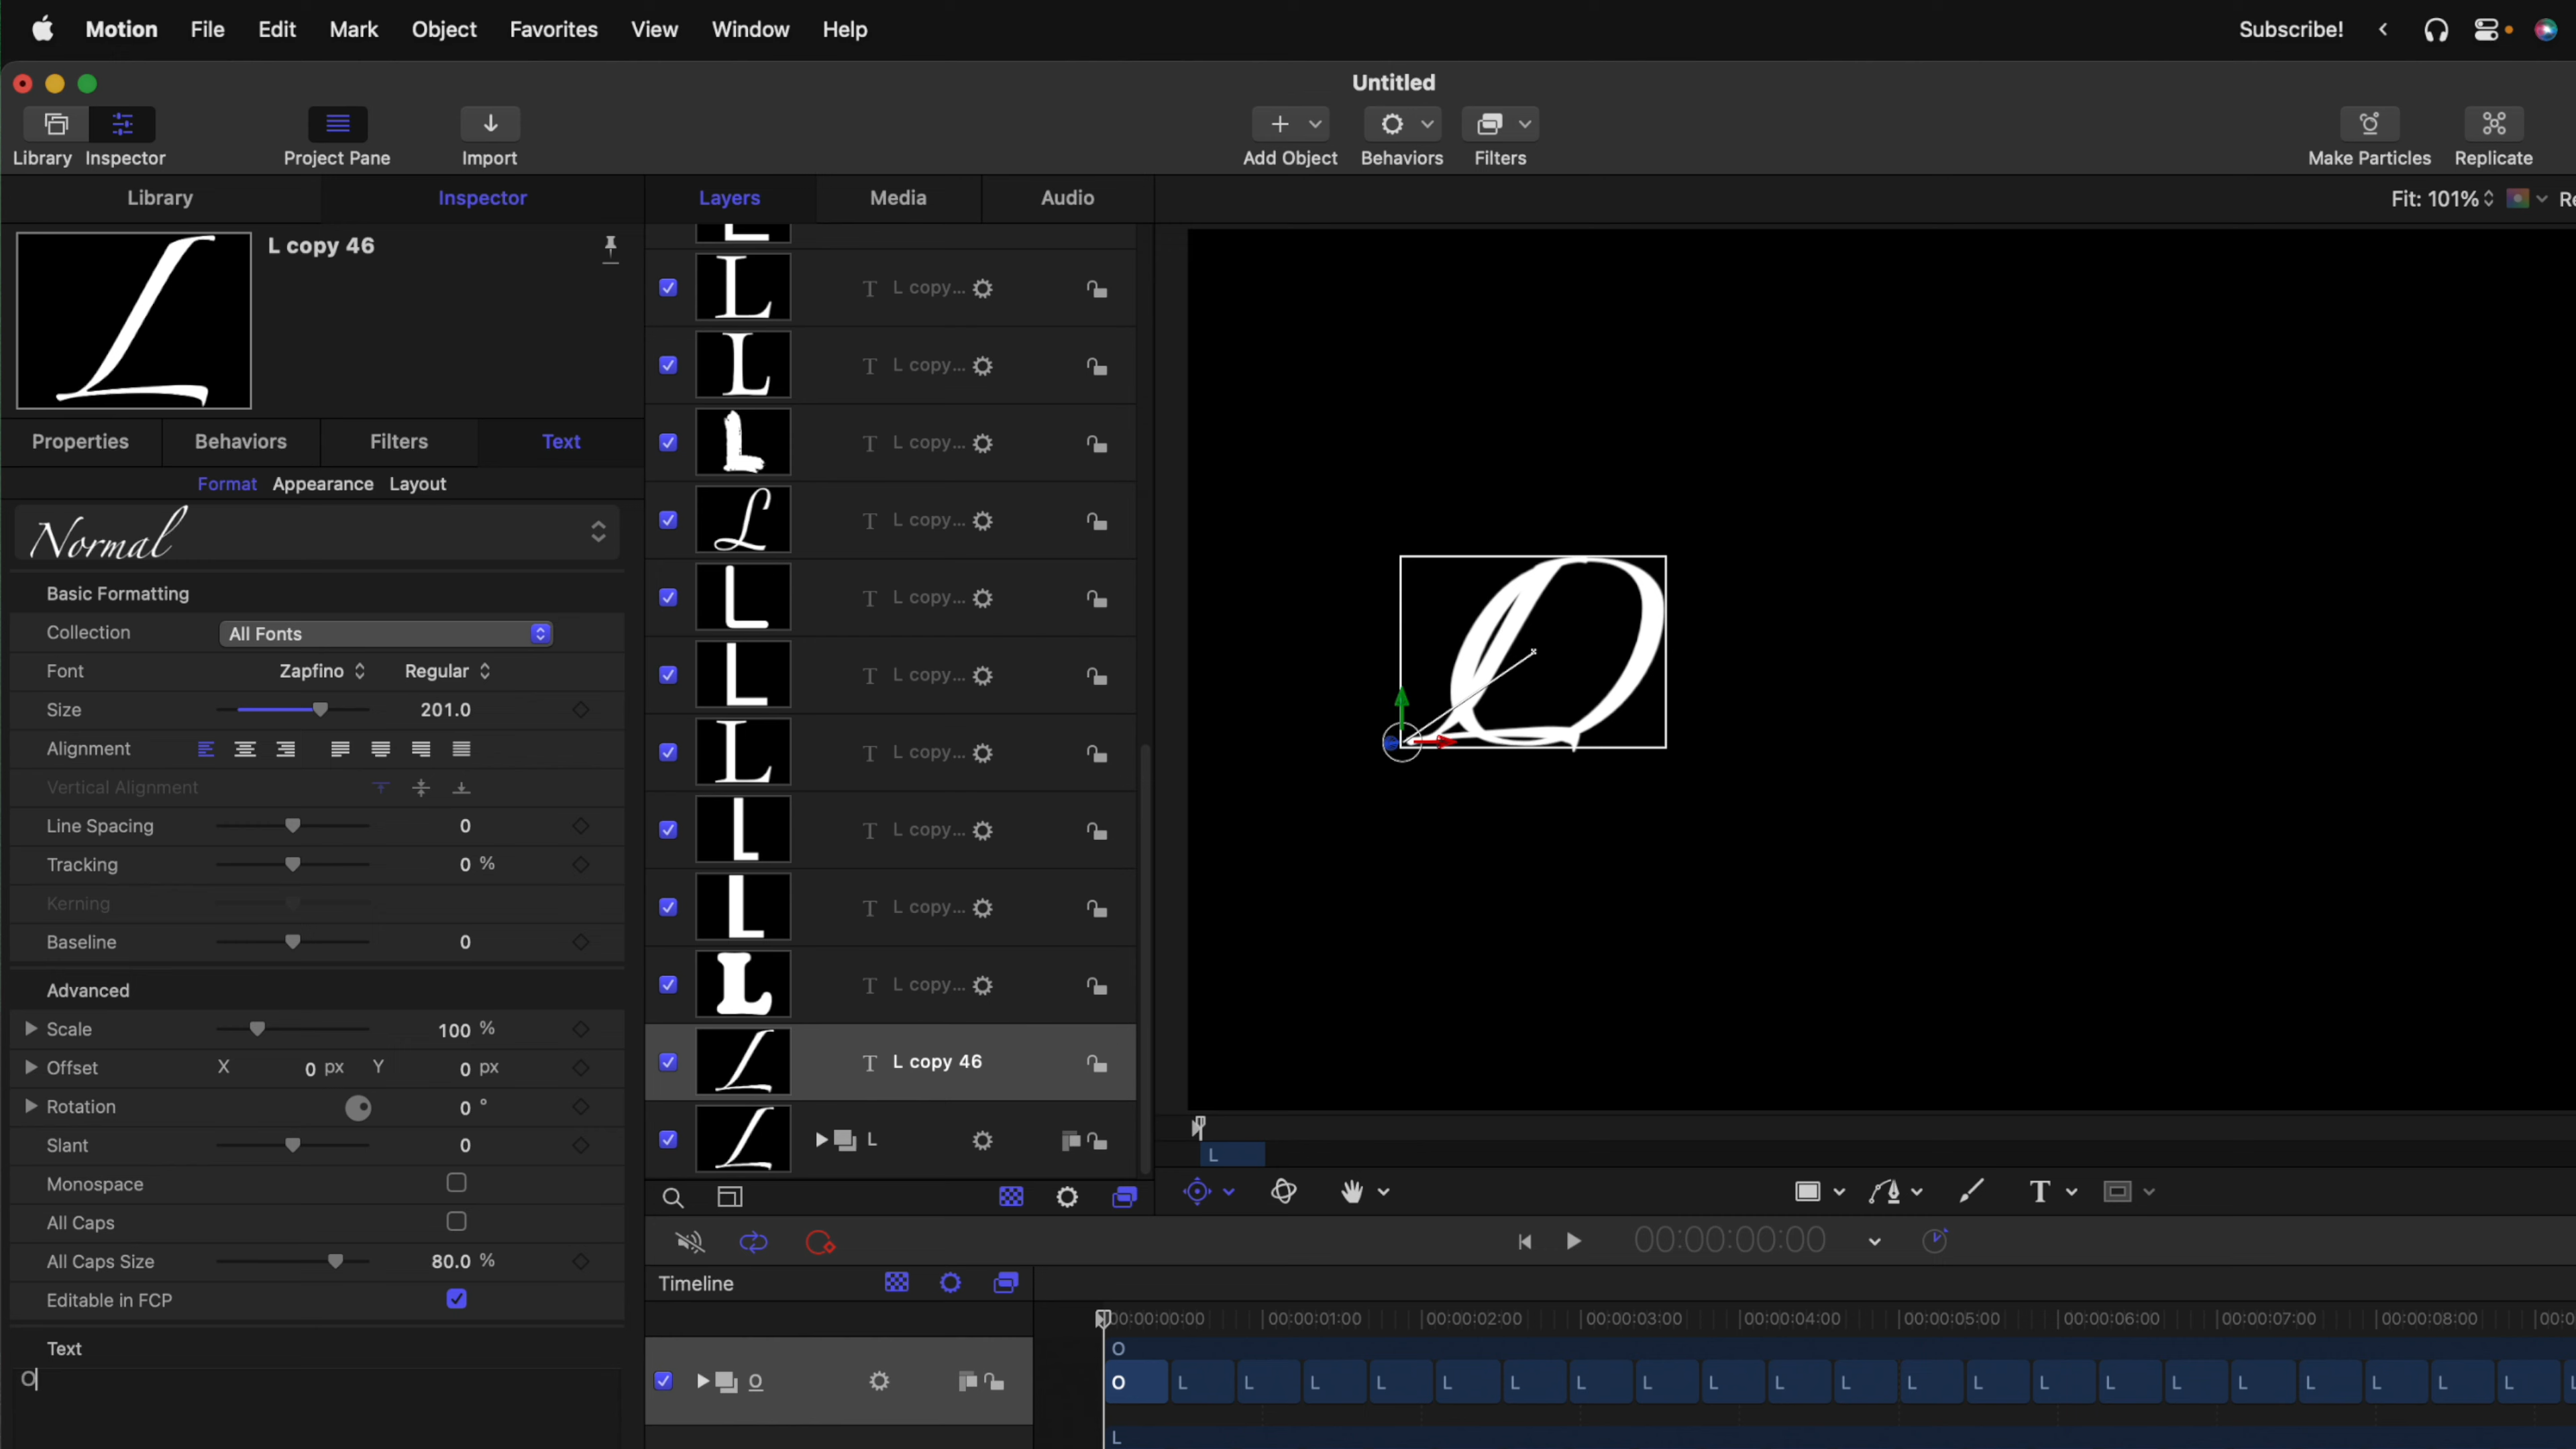 Motion File Edit Mark Object Favorites View Window Help Subscribe!
Untitled
Library Inspector Project Pane Import Add Object Behaviors Filters Make Particles Replicate
Library Inspector Layers Media Audio Fit: 101%
L copy 46
L
L copy...
L
L copy...
L
L copy...
L
L copy...
L
L copy...
L
L copy...
L
L copy...
L
L copy...
L
L copy...
L
L copy...
L
L copy 46
L
L
L
Properties Behaviors Filters Text
Format Appearance Layout
Normal
Basic Formatting
Collection All Fonts
Font Zapfino Regular
Size 201.0
Alignment
Vertical Alignment
Line Spacing 0
Tracking 0 %
Kerning
Baseline 0
Advanced
Scale 100 %
Offset X 0 px Y 0 px
Rotation 0 °
Slant 0
Monospace
All Caps
All Caps Size 80.0 %
Editable in FCP
Text
O
O
L
00:00:00:00
Timeline
00:00:00:00 00:00:01:00 00:00:02:00 00:00:03:00 00:00:04:00 00:00:05:00 00:00:06:00 00:00:07:00 00:00:08:00
O
O
O L L L L L L L L L L L L L L L L L L L L L
L